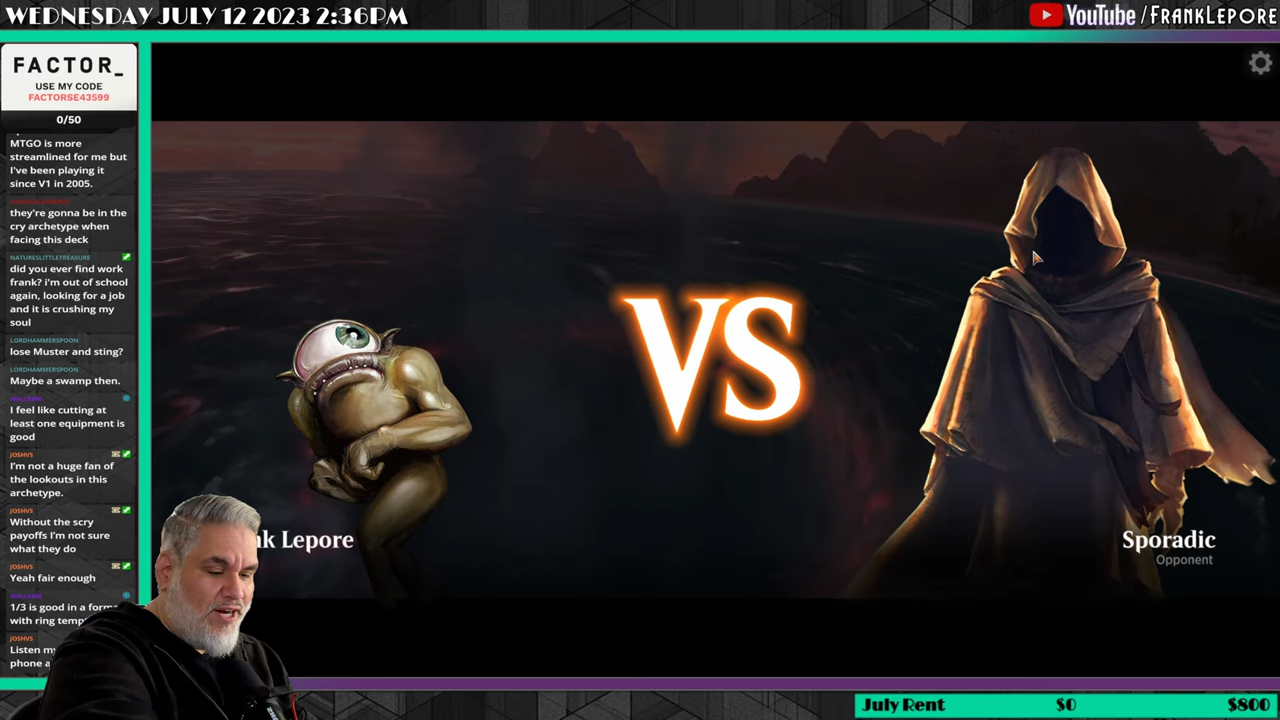 WEDNESDAY JULY 12 2023 2:36PM
YouTube /FRANKLEPORE
FACTOR_
USE MY CODE
FACTORSE43599
0/50
MTGO is more
streamlined for me but
I've been playing it
since V1 in 2005.
they're gonna be in the
cry archetype when
facing this deck
NATURESLITTLETREASURE
did you ever find work
frank? i'm out of school
again, looking for a job
and it is crushing my
soul
LORDHAMMERSPOON
lose Muster and sting?
LORDHAMMERSPOON
Maybe a swamp then.
I feel like cutting at
least one equipment is
good
JOSHVS
I'm not a huge fan of
the lookouts in this
archetype.
JOSHVS
Without the scry
payoffs I'm not sure
what they do
JOSHVS
Yeah fair enough
1/3 is good in a form
with ring temp
JOSHVS
Listen my
phone a
VS
nk Lepore
Sporadic
Opponent
July Rent $0 $800